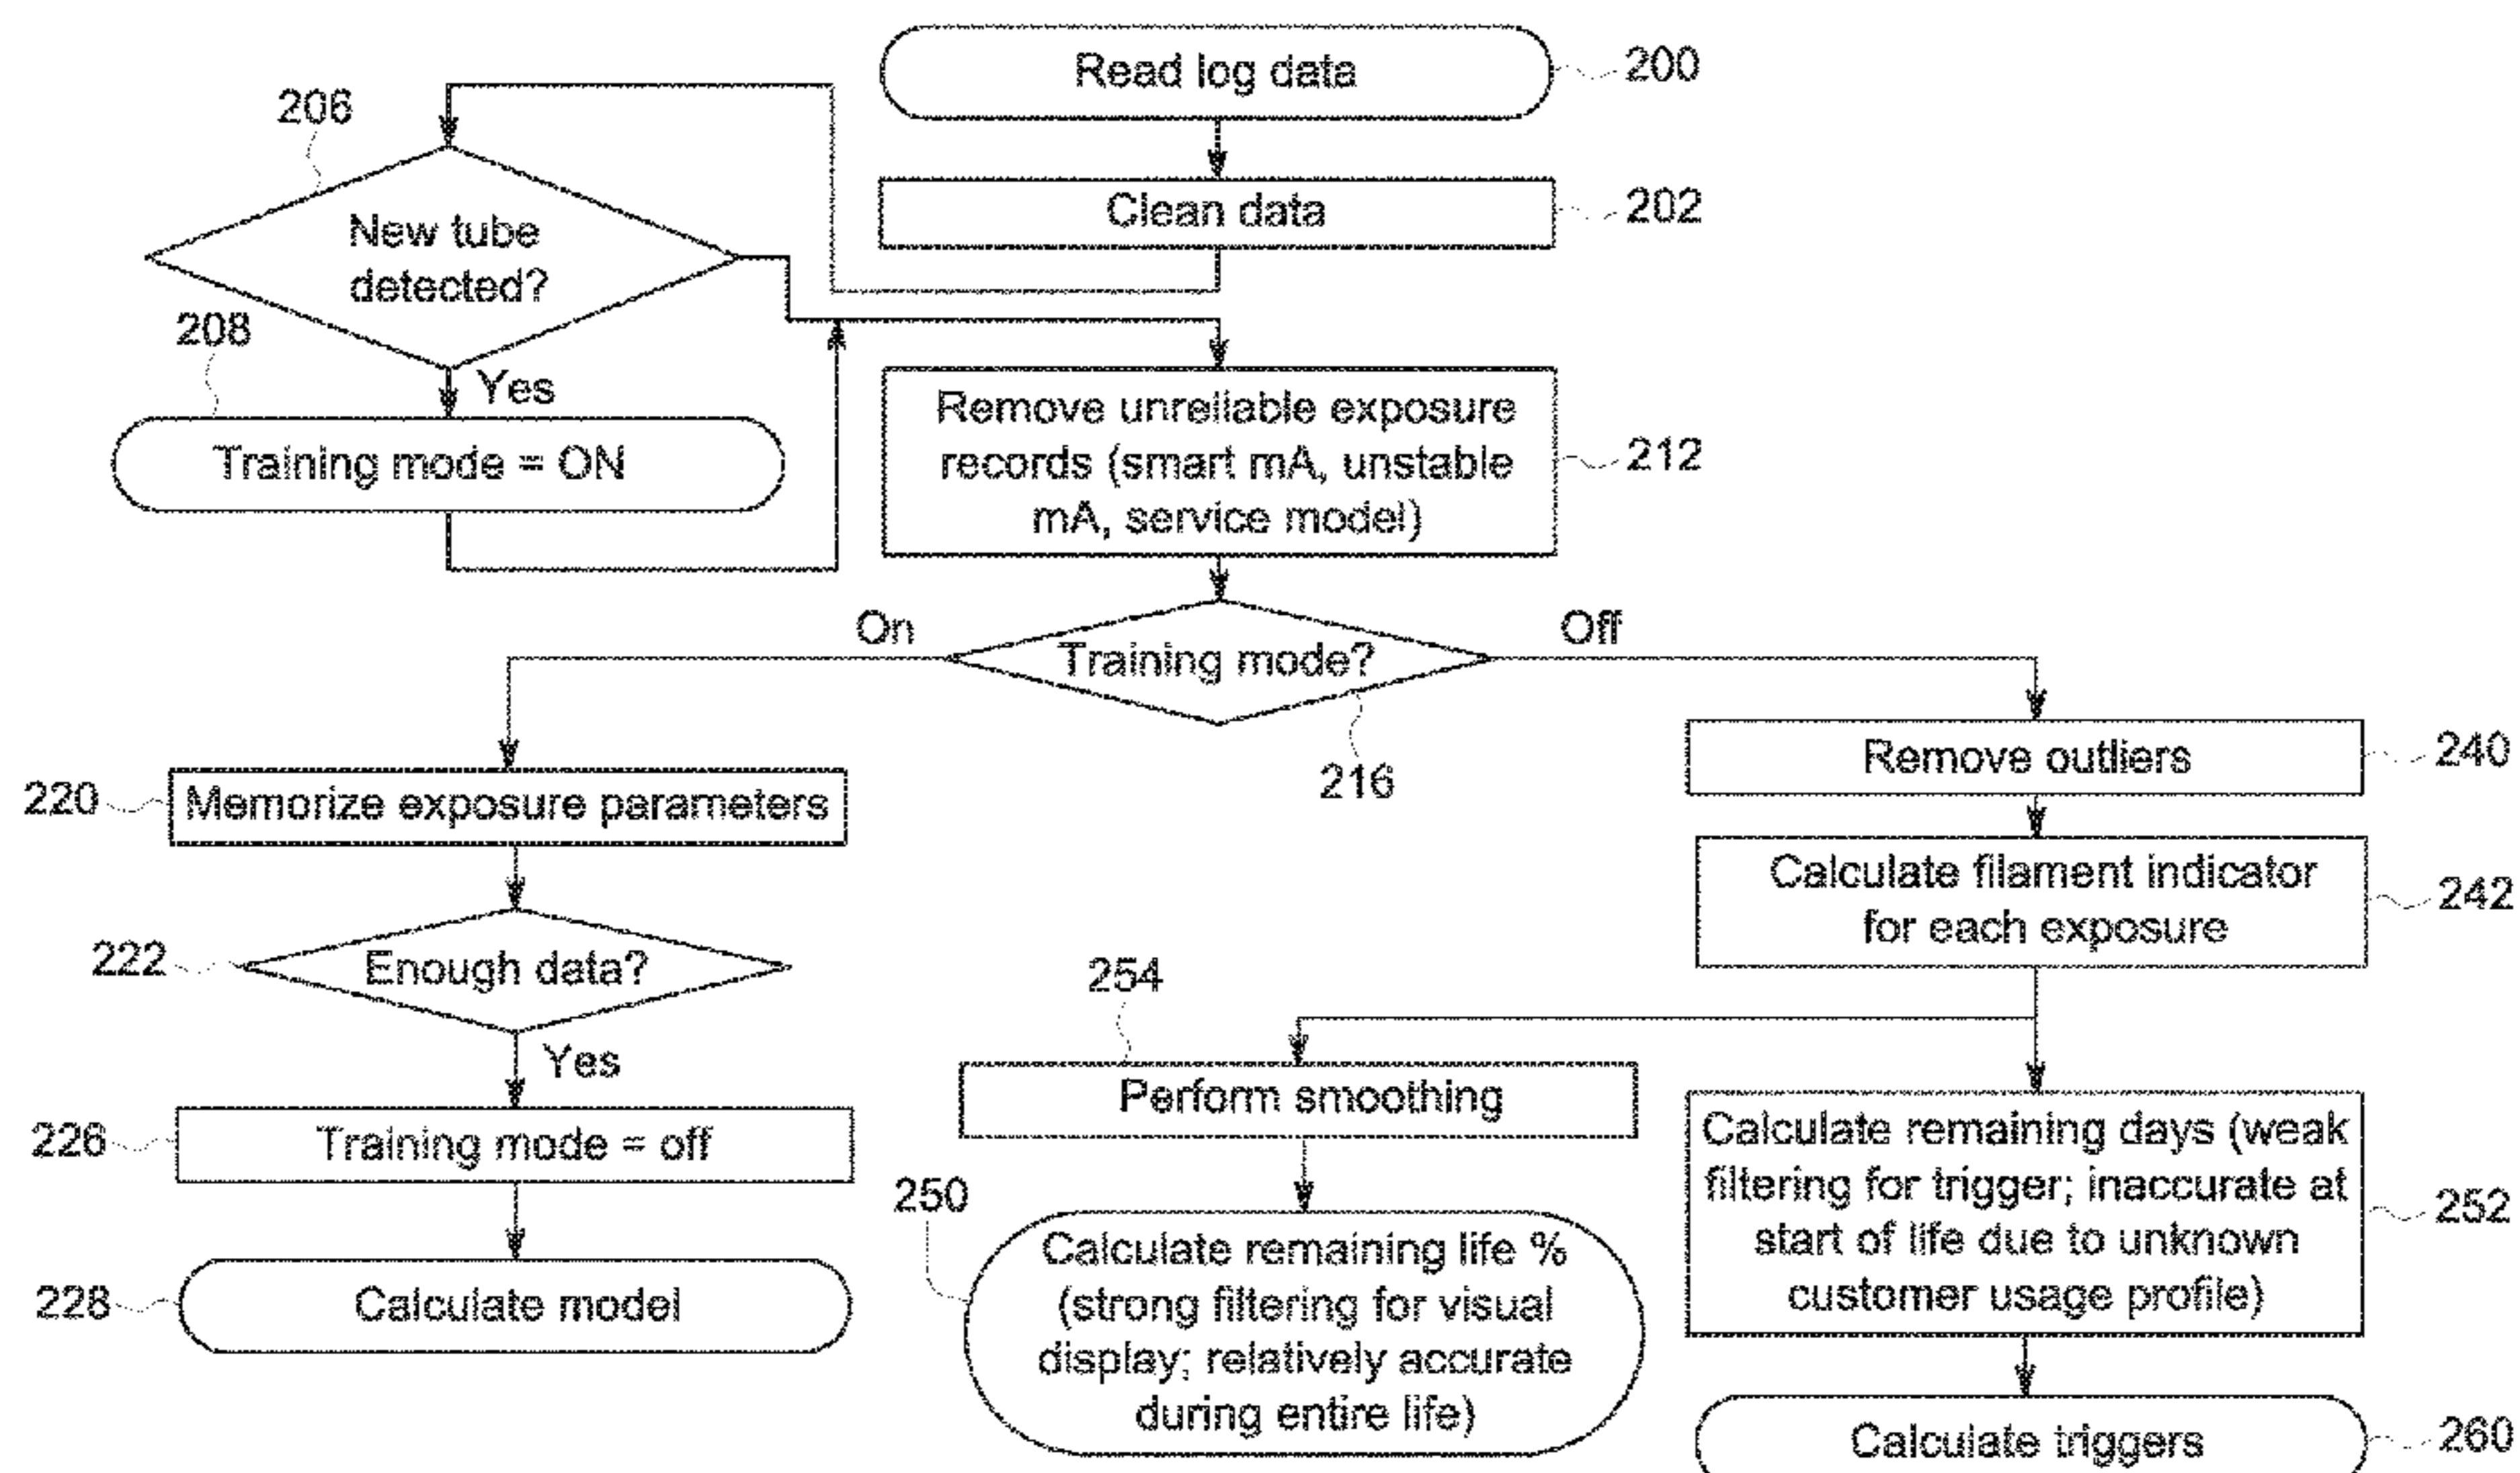 Read log data
200
206
Clean data
202
New tube
detected?
208
Yes
Training mode = ON
Remove unreliable exposure
records (smart mA, unstable
mA, service model)
212
On
Off
Training mode?
216
220
Memorize exposure parameters
Remove outliers
240
Calculate filament indicator
for each exposure
242
222
Enough data?
254
Yes
Perform smoothing
226
Training mode = off
Calculate remaining days (weak
filtering for trigger; inaccurate at
start of life due to unknown
customer usage profile)
252
250
Calculate remaining life %
(strong filtering for visual
display; relatively accurate
during entire life)
228
Calculate model
Calculate triggers
260